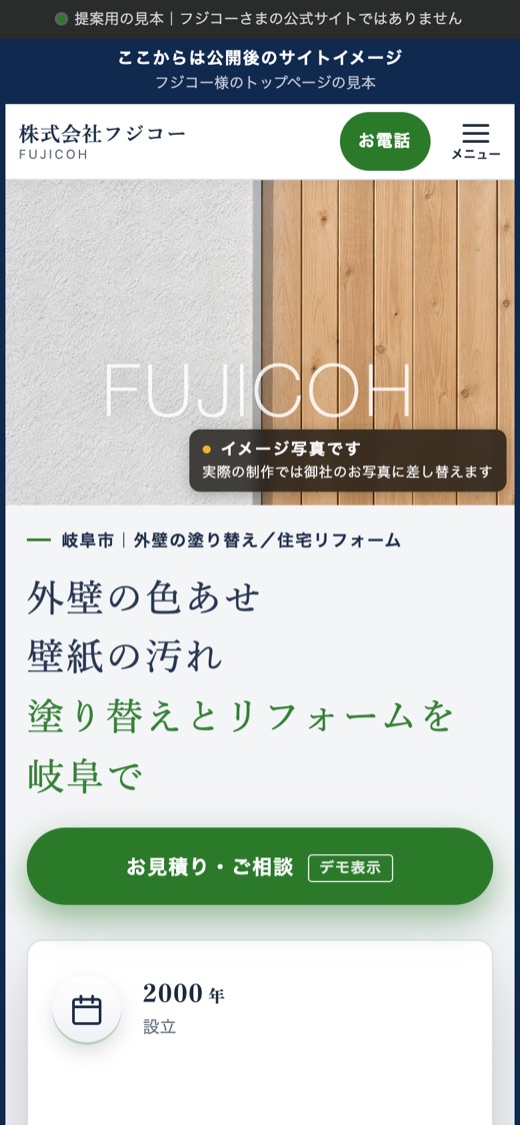 提案用の見本｜フジコーさまの公式サイトではありません
ここからは公開後のサイトイメージ
フジコー様のトップページの見本
株式会社フジコー
FUJICOH
お電話
メニュー
FUJICOH
イメージ写真です
実際の制作では御社のお写真に差し替えます
岐阜市｜外壁の塗り替え／住宅リフォーム
外壁の色あせ
壁紙の汚れ
塗り替えとリフォームを
岐阜で
お見積り・ご相談 デモ表示
2000年
設立